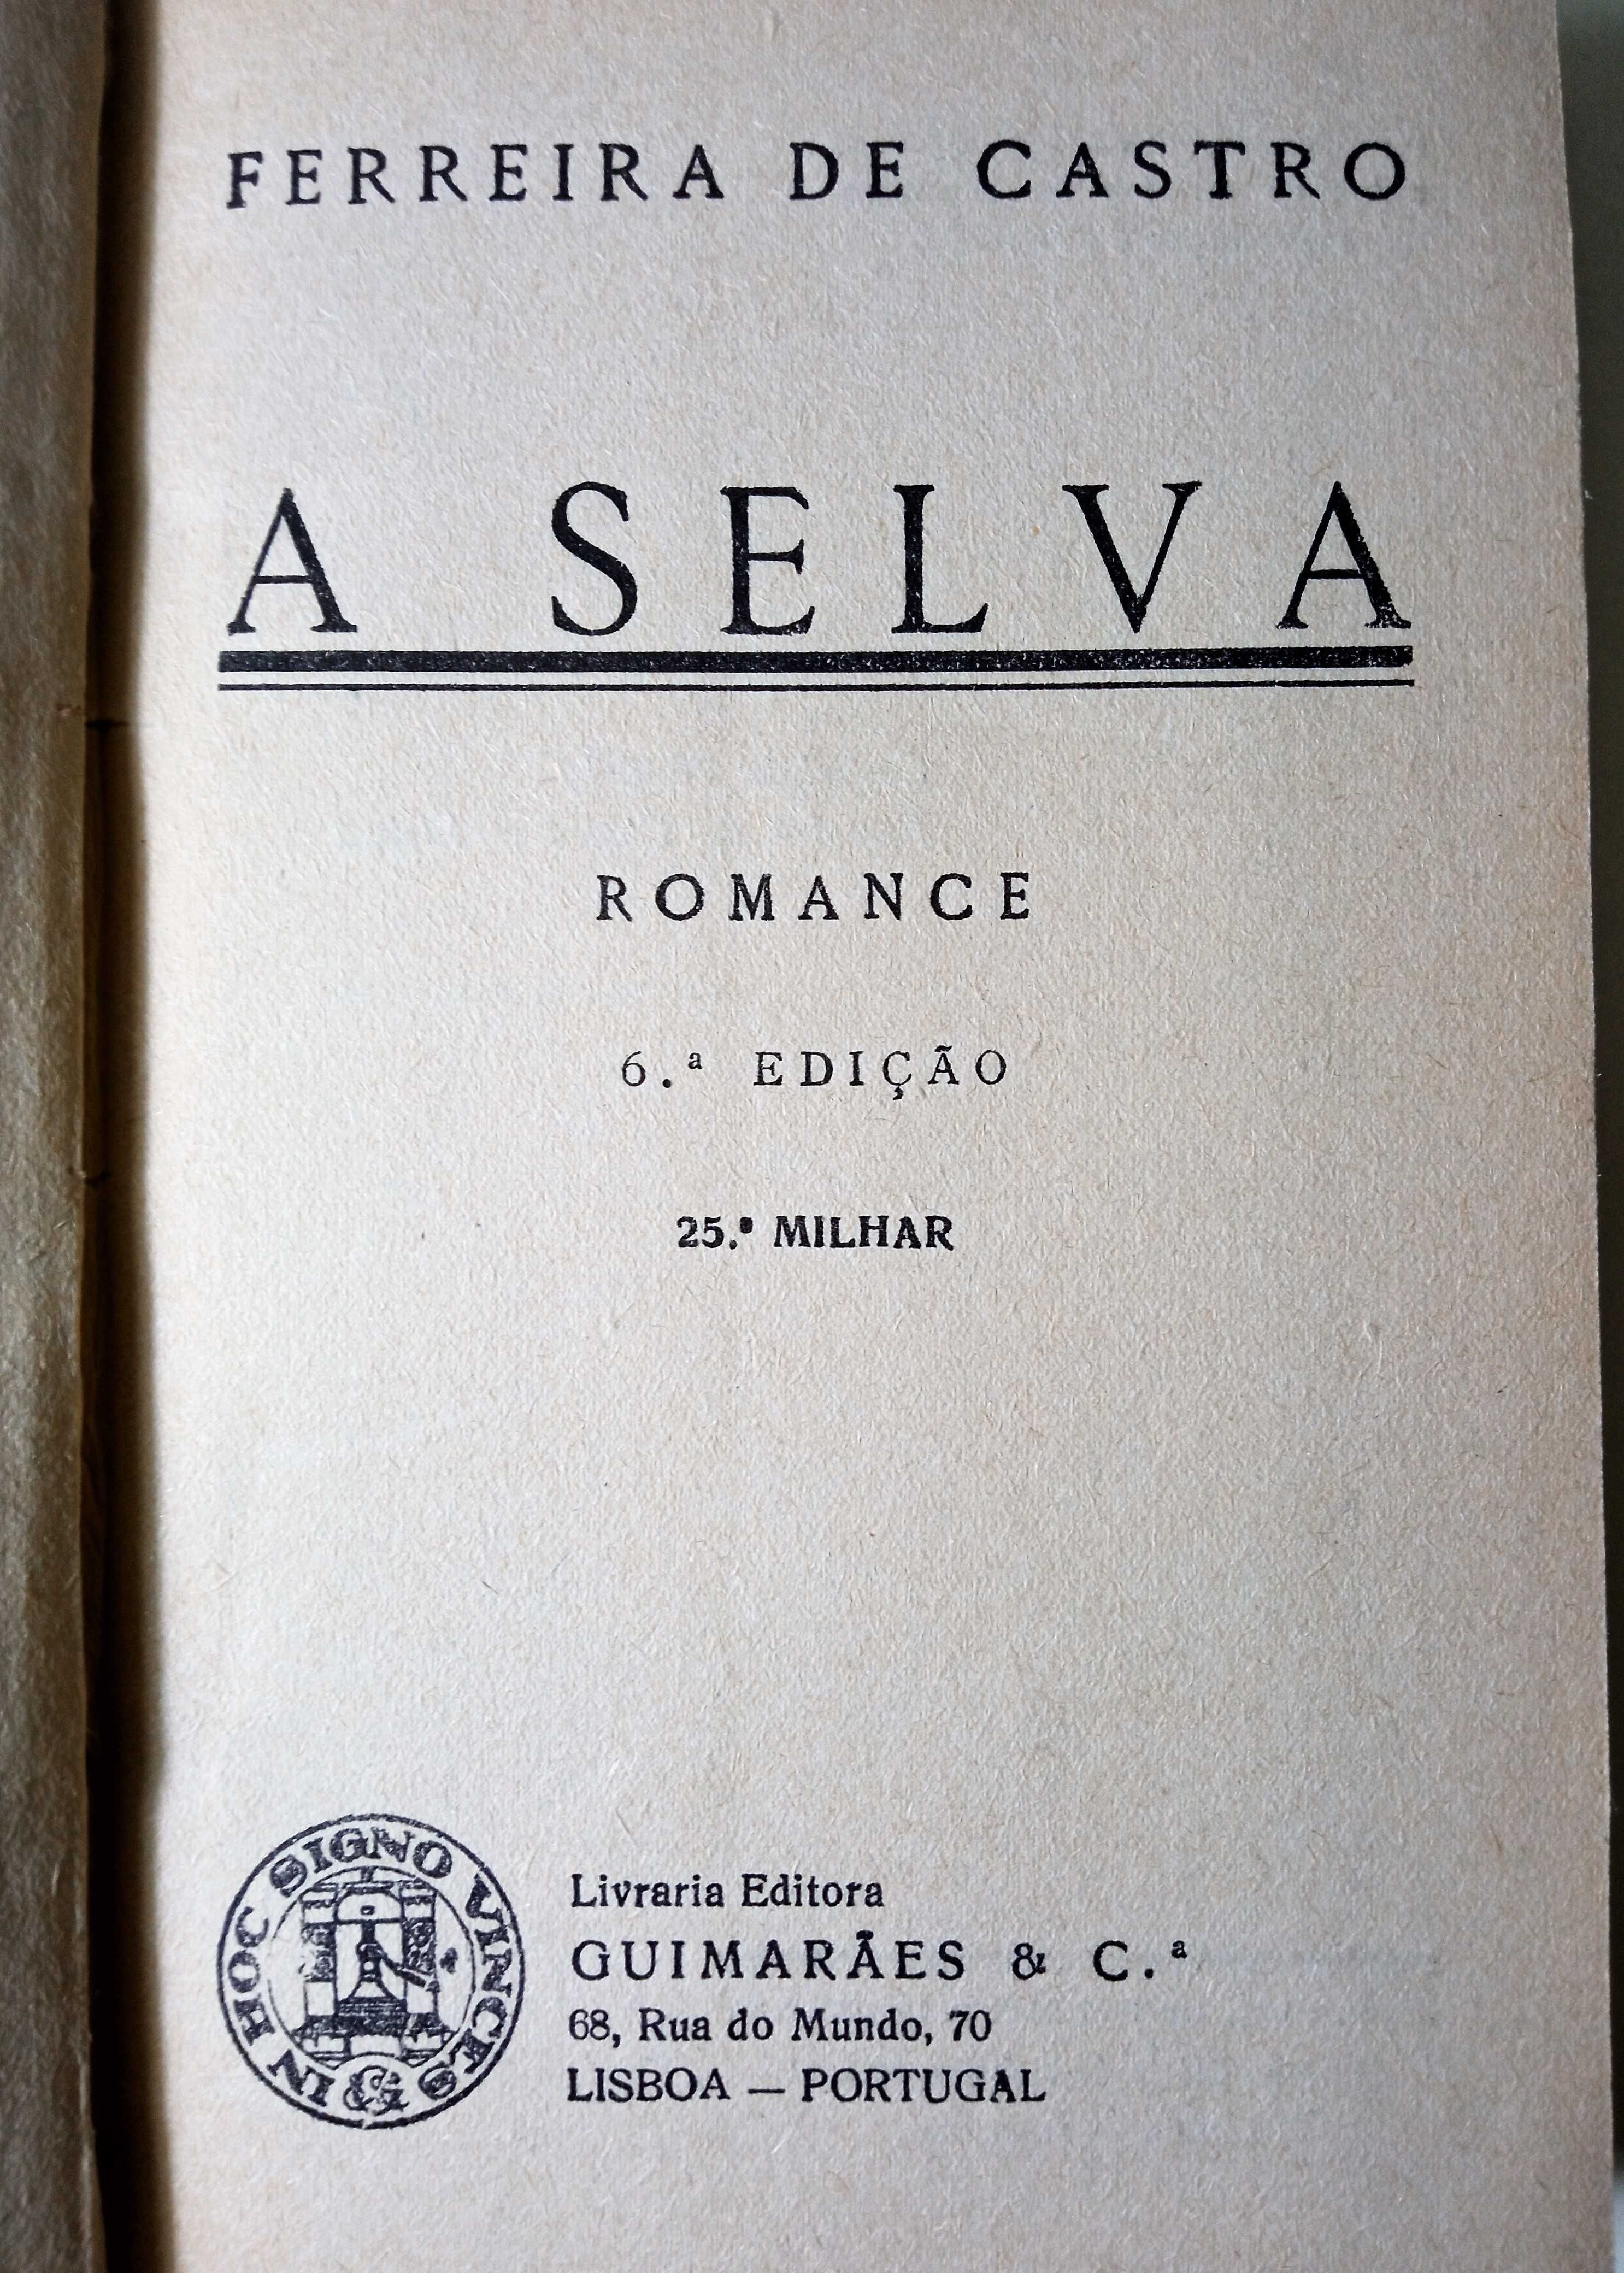 FERREIRA DE CASTRO
A SELVA
ROMANCE
6.ª EDIÇÃO
25.º MILHAR
IN HOC SIGNO VINCES
G
Livraria Editora
GUIMARÃES & C.ª
68, Rua do Mundo, 70
LISBOA — PORTUGAL